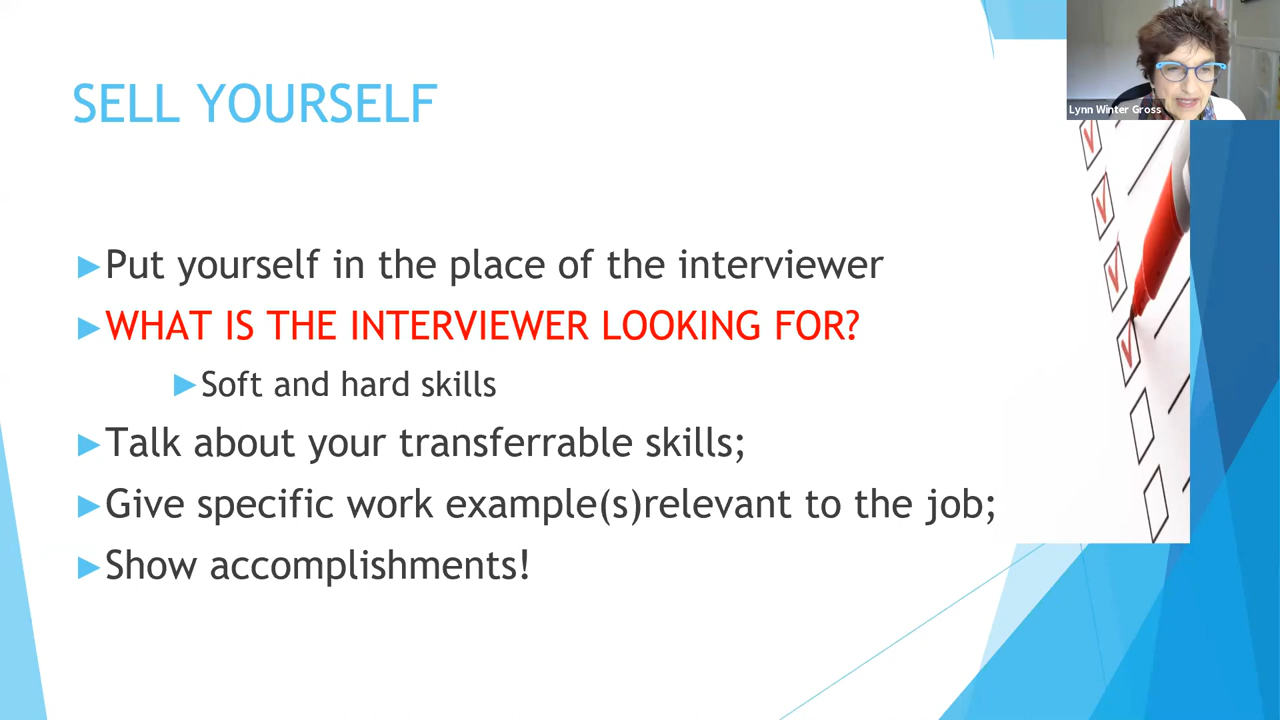 Lynn Winter Gross
SELL YOURSELF
►Put yourself in the place of the interviewer
►WHAT IS THE INTERVIEWER LOOKING FOR?
►Soft and hard skills
►Talk about your transferrable skills;
►Give specific work example(s)relevant to the job;
►Show accomplishments!